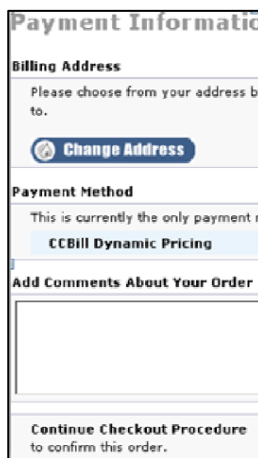 Payment Informatio
Billing Address
Please choose from your address b
to.
Change Address
Payment Method
This is currently the only payment
CCBill Dynamic Pricing
Add Comments About Your Order
Continue Checkout Procedure
to confirm this order.